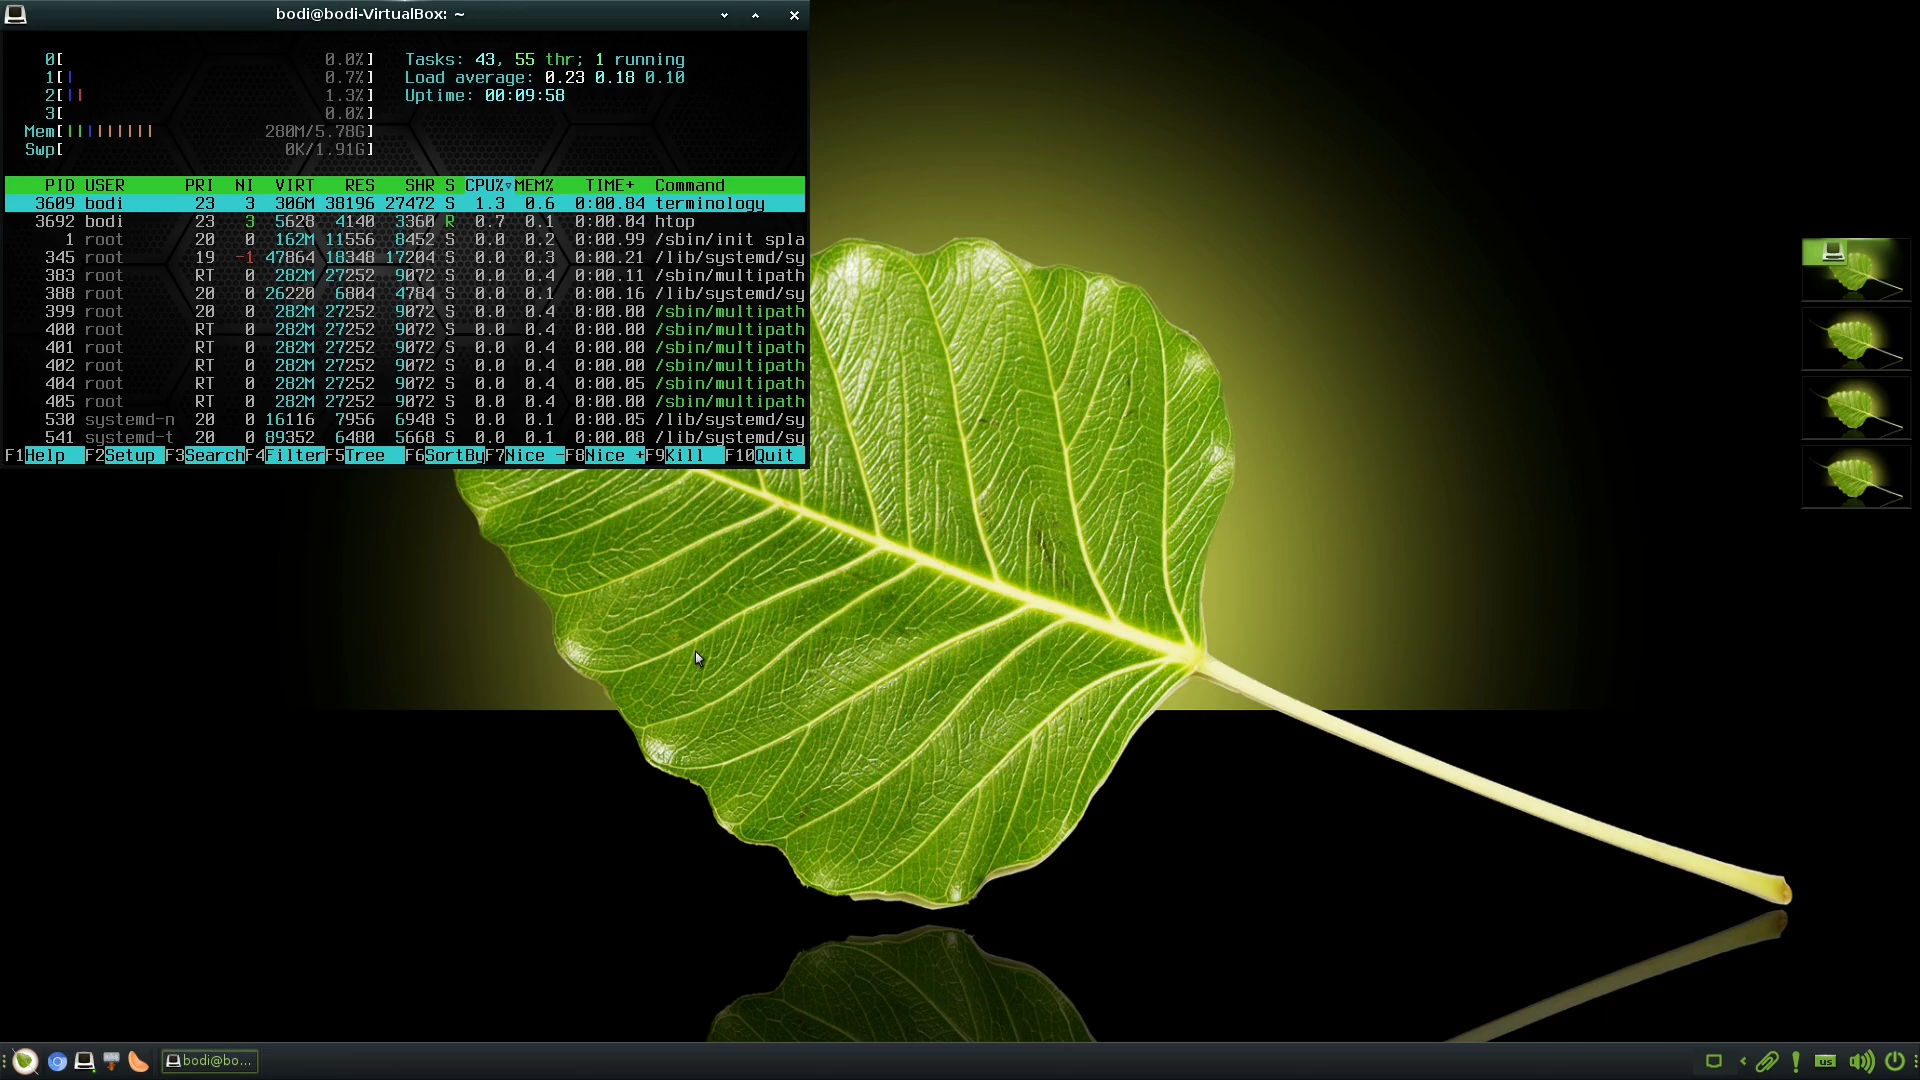 bodi@bodi-VirtualBox: ~
0[ 0.0%] Tasks: 43, 55 thr; 1 running
1[| 0.7%] Load average: 0.23 0.18 0.10
2[|| 1.3%] Uptime: 00:09:58
3[ 0.0%]
Mem[||||||||| 280M/5.78G]
Swp[ 0K/1.91G]
PID USER PRI NI VIRT RES SHR S CPU%▽MEM% TIME+ Command
3609 bodi 23 3 306M 38196 27472 S 1.3 0.6 0:00.84 terminology
3692 bodi 23 3 5628 4140 3360 R 0.7 0.1 0:00.04 htop
1 root 20 0 162M 11556 8452 S 0.0 0.2 0:00.99 /sbin/init spla
345 root 19 -1 47864 18348 17204 S 0.0 0.3 0:00.21 /lib/systemd/sy
383 root RT 0 282M 27252 9072 S 0.0 0.4 0:00.11 /sbin/multipath
388 root 20 0 26220 6804 4784 S 0.0 0.1 0:00.16 /lib/systemd/sy
399 root 20 0 282M 27252 9072 S 0.0 0.4 0:00.00 /sbin/multipath
400 root RT 0 282M 27252 9072 S 0.0 0.4 0:00.00 /sbin/multipath
401 root RT 0 282M 27252 9072 S 0.0 0.4 0:00.00 /sbin/multipath
402 root RT 0 282M 27252 9072 S 0.0 0.4 0:00.00 /sbin/multipath
404 root RT 0 282M 27252 9072 S 0.0 0.4 0:00.05 /sbin/multipath
405 root RT 0 282M 27252 9072 S 0.0 0.4 0:00.00 /sbin/multipath
530 systemd-n 20 0 16116 7956 6948 S 0.0 0.1 0:00.05 /lib/systemd/sy
541 systemd-t 20 0 89352 6480 5668 S 0.0 0.1 0:00.08 /lib/systemd/sy
F1Help F2Setup F3SearchF4FilterF5Tree F6SortByF7Nice -F8Nice +F9Kill F10Quit
bodi@bo... us